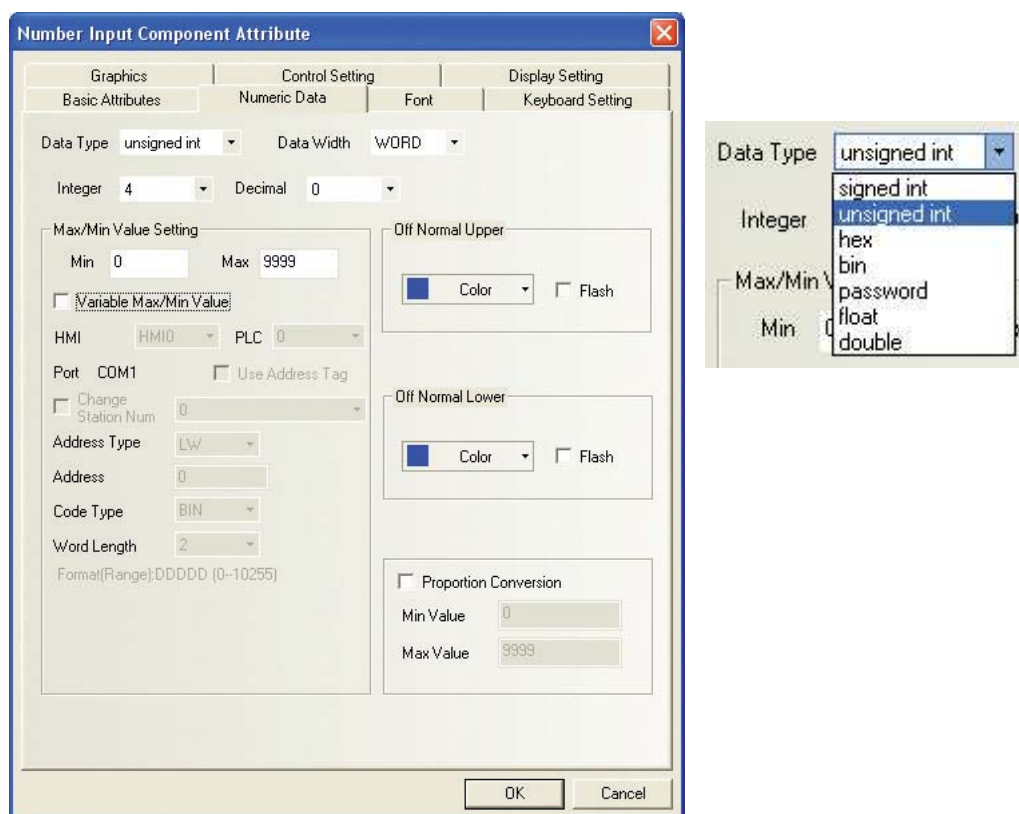 Number Input Component Attribute
Graphics Control Setting Display Setting
Basic Attributes Numeric Data Font Keyboard Setting
Data Type unsigned int Data Width WORD
Integer 4 Decimal 0
Max/Min Value Setting
Min 0 Max 9999
Variable Max/Min Value
HMI HMI0 PLC 0
Port COM1 Use Address Tag
Change
Station Num 0
Address Type LW
Address 0
Code Type BIN
Word Length 2
Format(Range):DDDDD (0--10255)
Off Normal Upper
Color Flash
Off Normal Lower
Color Flash
Proportion Conversion
Min Value 0
Max Value 9999
OK Cancel
Data Type unsigned int
signed int
unsigned int
hex
bin
password
float
double
Integer
Max/Min V
Min